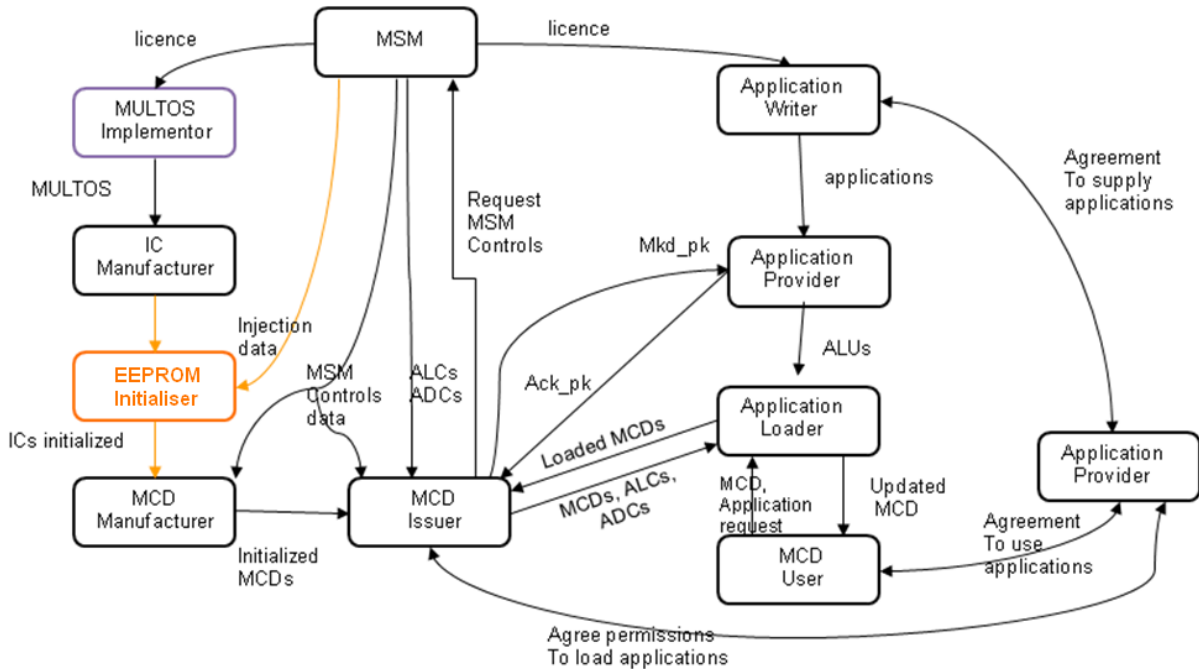 licence
MSM
licence
MULTOS
Implementor
Application
Writer
MULTOS
Request
MSM
Controls
applications
Agreement
To supply
applications
IC
Manufacturer
Mkd_pk
Application
Provider
Injection
data
EEPROM
Initialiser
MSM
Controls
data
ALCs
ADCs
Ack_pk
ALUs
Application
Loader
ICs initialized
Loaded MCDs
Application
Provider
MCD
Manufacturer
MCD
Issuer
MCDs, ALCs,
ADCs
MCD,
Application
request
Updated
MCD
Initialized
MCDs
MCD
User
Agreement
To use
applications
Agree permissions
To load applications